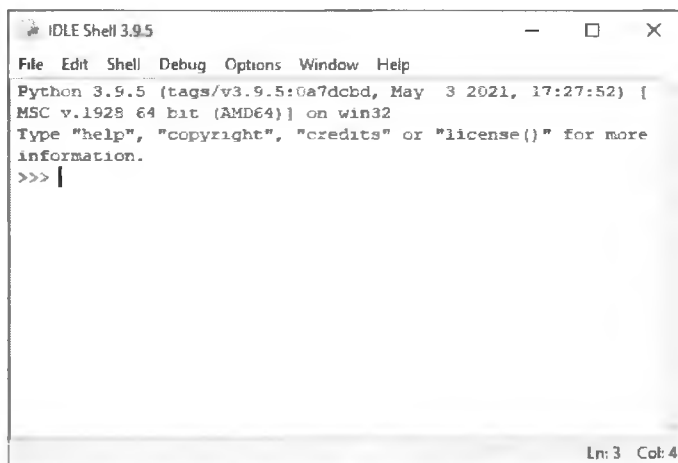 IDLE Shell 3.9.5
File Edit Shell Debug Options Window Help
Python 3.9.5 (tags/v3.9.5:0a7dcbd, May  3 2021, 17:27:52) [
MSC v.1928 64 bit (AMD64)] on win32
Type "help", "copyright", "credits" or "license()" for more
information.
>>>
Ln: 3 Col: 4